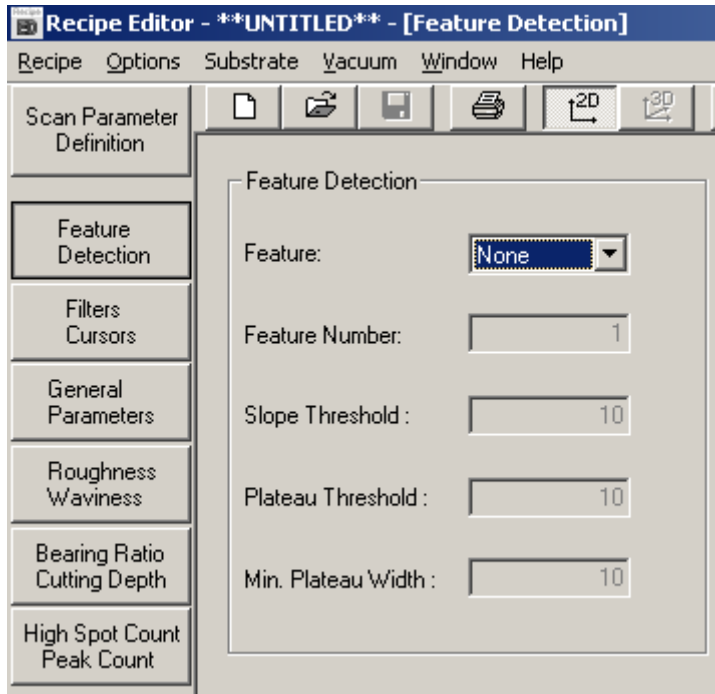 Recipe Editor - **UNTITLED** - [Feature Detection]
Recipe Options Substrate Vacuum Window Help
Scan Parameter
Definition
2D
3D
Feature
Detection
Filters
Cursors
General
Parameters
Roughness
Waviness
Bearing Ratio
Cutting Depth
High Spot Count
Peak Count
Feature Detection
Feature: None
Feature Number: 1
Slope Threshold : 10
Plateau Threshold : 10
Min. Plateau Width : 10